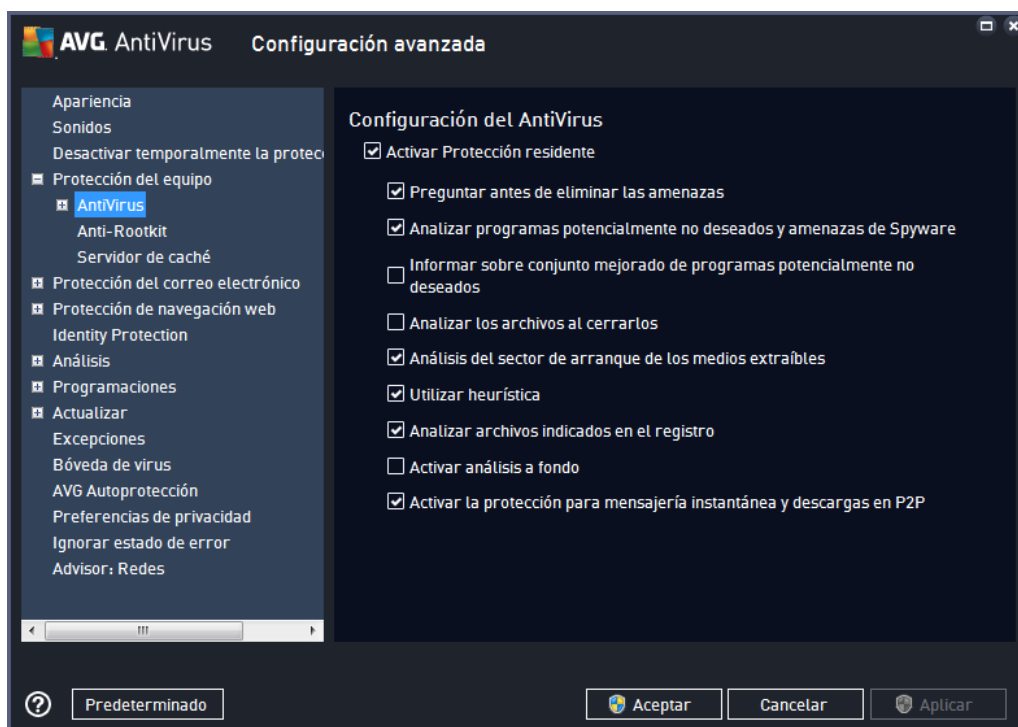 AVG. AntiVirus
Configuración avanzada
Apariencia
Sonidos
Desactivar temporalmente la protec
Protección del equipo
AntiVirus
Anti-Rootkit
Servidor de caché
Protección del correo electrónico
Protección de navegación web
Identity Protection
Análisis
Programaciones
Actualizar
Excepciones
Bóveda de virus
AVG Autoprotección
Preferencias de privacidad
Ignorar estado de error
Advisor: Redes
Configuración del AntiVirus
Activar Protección residente
Preguntar antes de eliminar las amenazas
Analizar programas potencialmente no deseados y amenazas de Spyware
Informar sobre conjunto mejorado de programas potencialmente no
deseados
Analizar los archivos al cerrarlos
Análisis del sector de arranque de los medios extraíbles
Utilizar heurística
Analizar archivos indicados en el registro
Activar análisis a fondo
Activar la protección para mensajería instantánea y descargas en P2P
?
Predeterminado
Aceptar
Cancelar
Aplicar